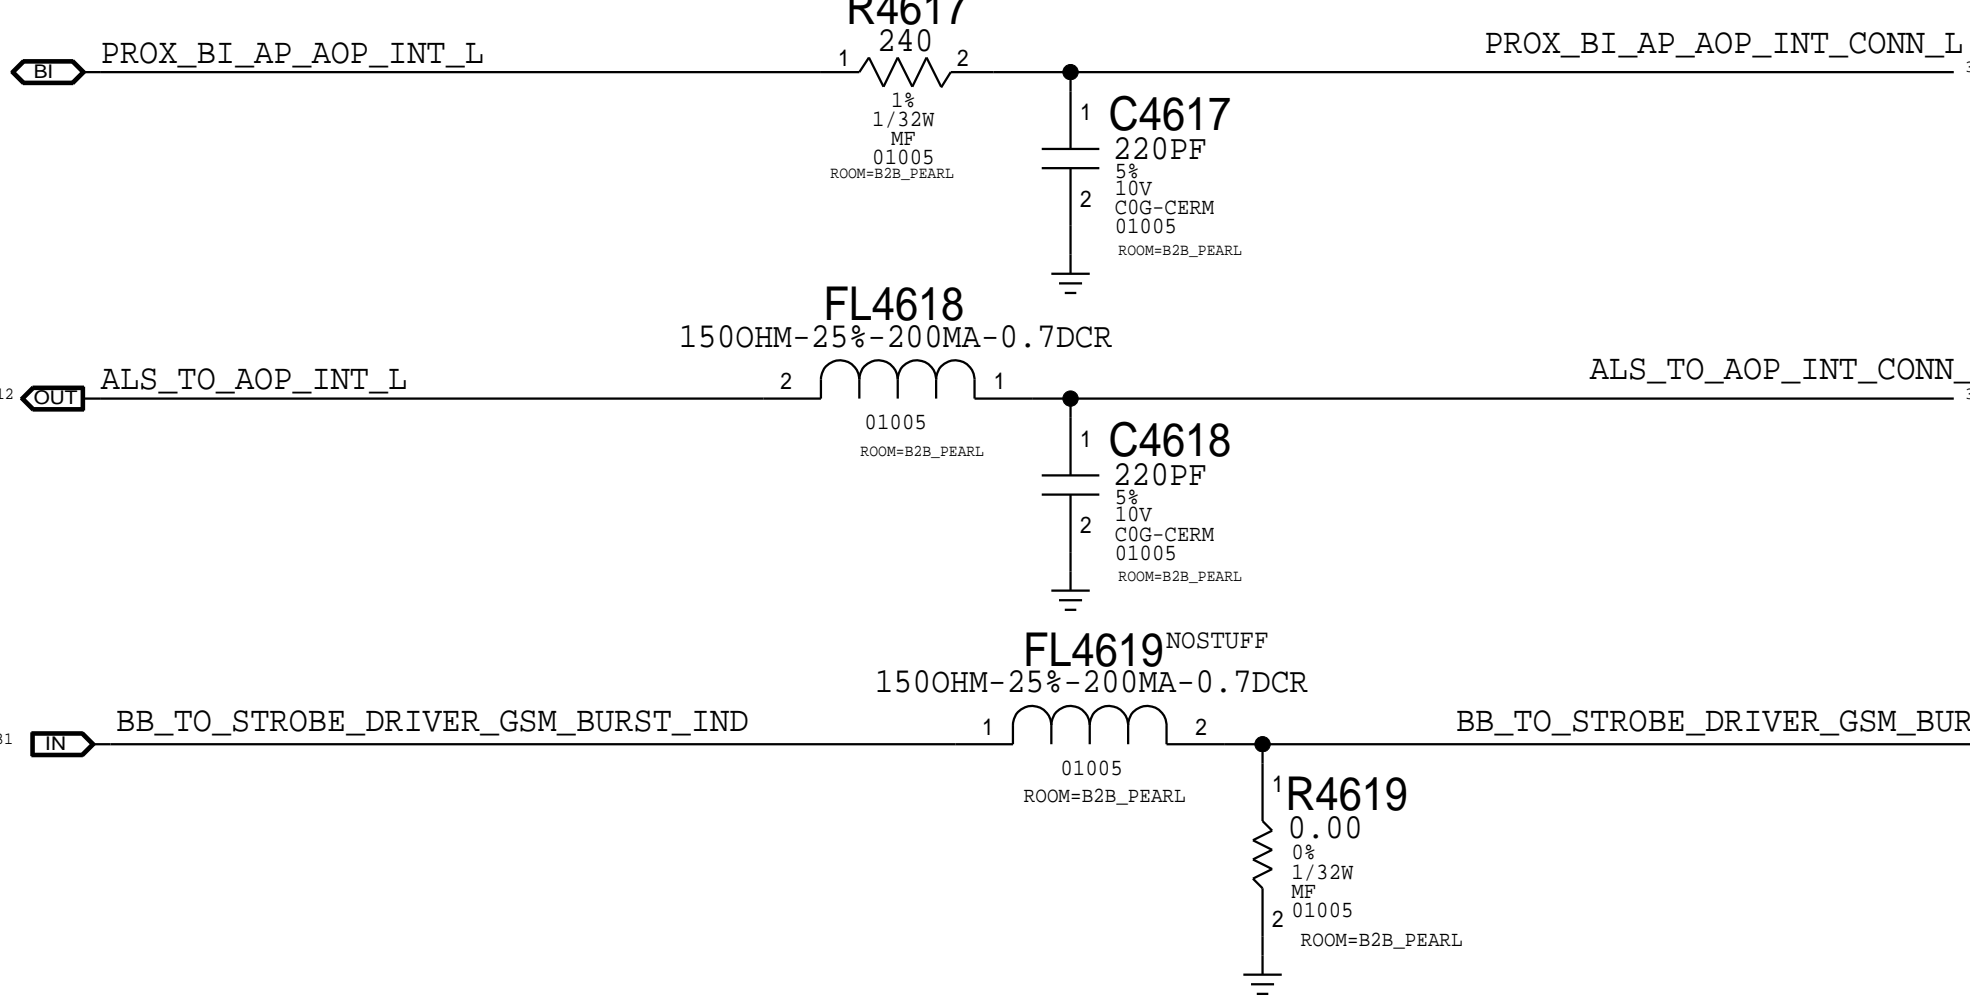 R4617
240
BI
PROX_BI_AP_AOP_INT_L
1
2
PROX_BI_AP_AOP_INT_CONN_L
1%
1/32W
MF
01005
ROOM=B2B_PEARL
1
C4617
220PF
5%
10V
2
C0G-CERM
01005
ROOM=B2B_PEARL
FL4618
150OHM-25%-200MA-0.7DCR
12
OUT
ALS_TO_AOP_INT_L
2
1
ALS_TO_AOP_INT_CONN_
01005
ROOM=B2B_PEARL
1
C4618
220PF
5%
10V
2
C0G-CERM
01005
ROOM=B2B_PEARL
FL4619
NOSTUFF
150OHM-25%-200MA-0.7DCR
31
IN
BB_TO_STROBE_DRIVER_GSM_BURST_IND
1
2
BB_TO_STROBE_DRIVER_GSM_BUR
01005
ROOM=B2B_PEARL
1
R4619
0.00
0%
1/32W
MF
01005
2
ROOM=B2B_PEARL